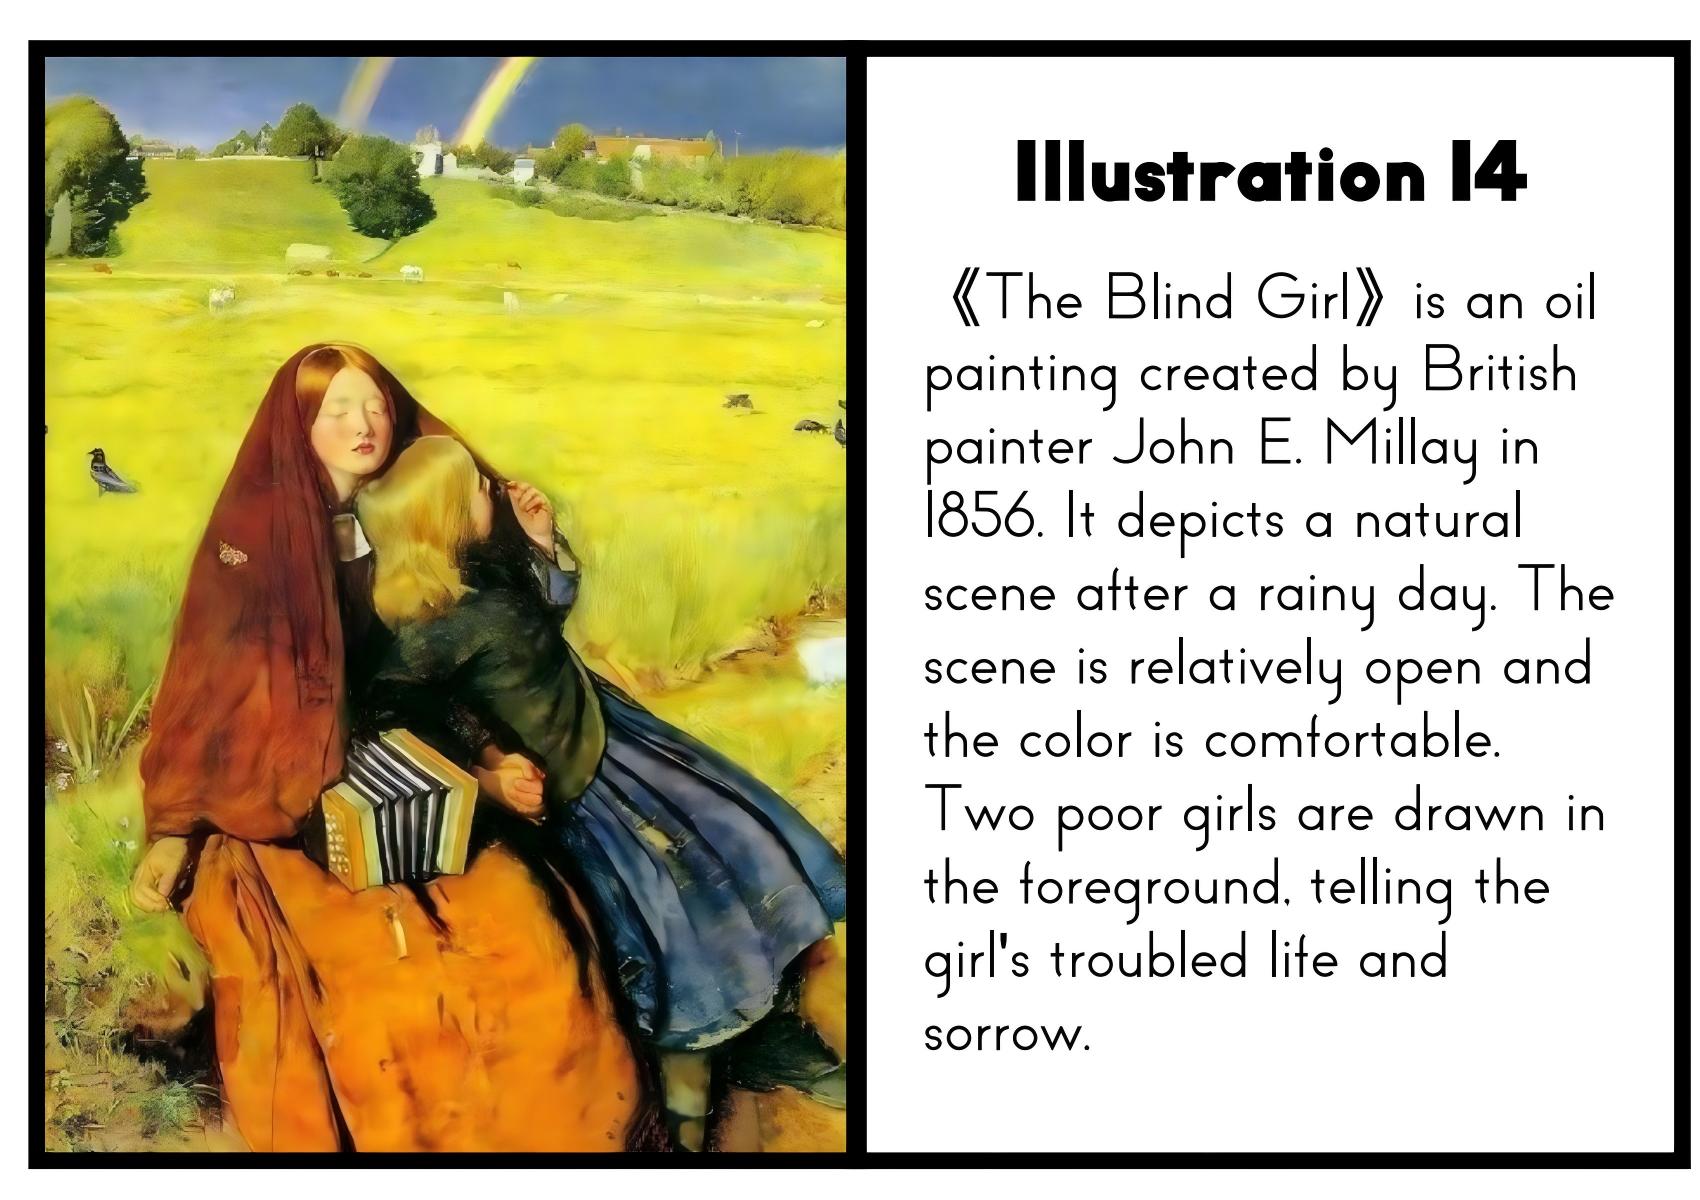 Illustration 14
《The Blind Girl》 is an oil
painting created by British
painter John E. Millay in
1856. It depicts a natural
scene after a rainy day. The
scene is relatively open and
the color is comfortable.
Two poor girls are drawn in
the foreground, telling the
girl's troubled life and
sorrow.